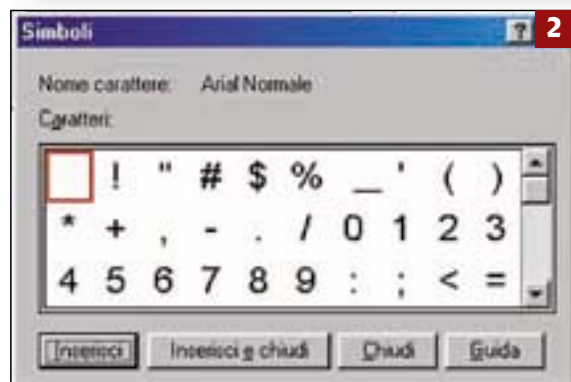 Simboli ? 2
Nome carattere: Arial Normale
Caratteri:
! " # $ % _ ' ( )
* + , - . / 0 1 2 3
4 5 6 7 8 9 : ; < =
Inserisci Inserisci e chiudi Chiudi Guida